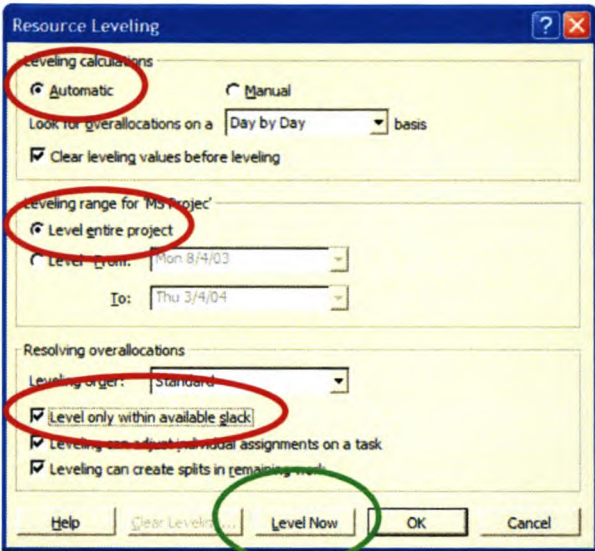 Resource Leveling
Leveling calculations
Automatic Manual
Look for overallocations on a Day by Day basis
Clear leveling values before leveling
Leveling range for 'MS Projec'
Level entire project
Level From: Mon 8/4/03
To: Thu 3/4/04
Resolving overallocations
Leveling order: Standard
Level only within available slack
Leveling can adjust individual assignments on a task
Leveling can create splits in remaining work
Help Clear Leveling... Level Now OK Cancel